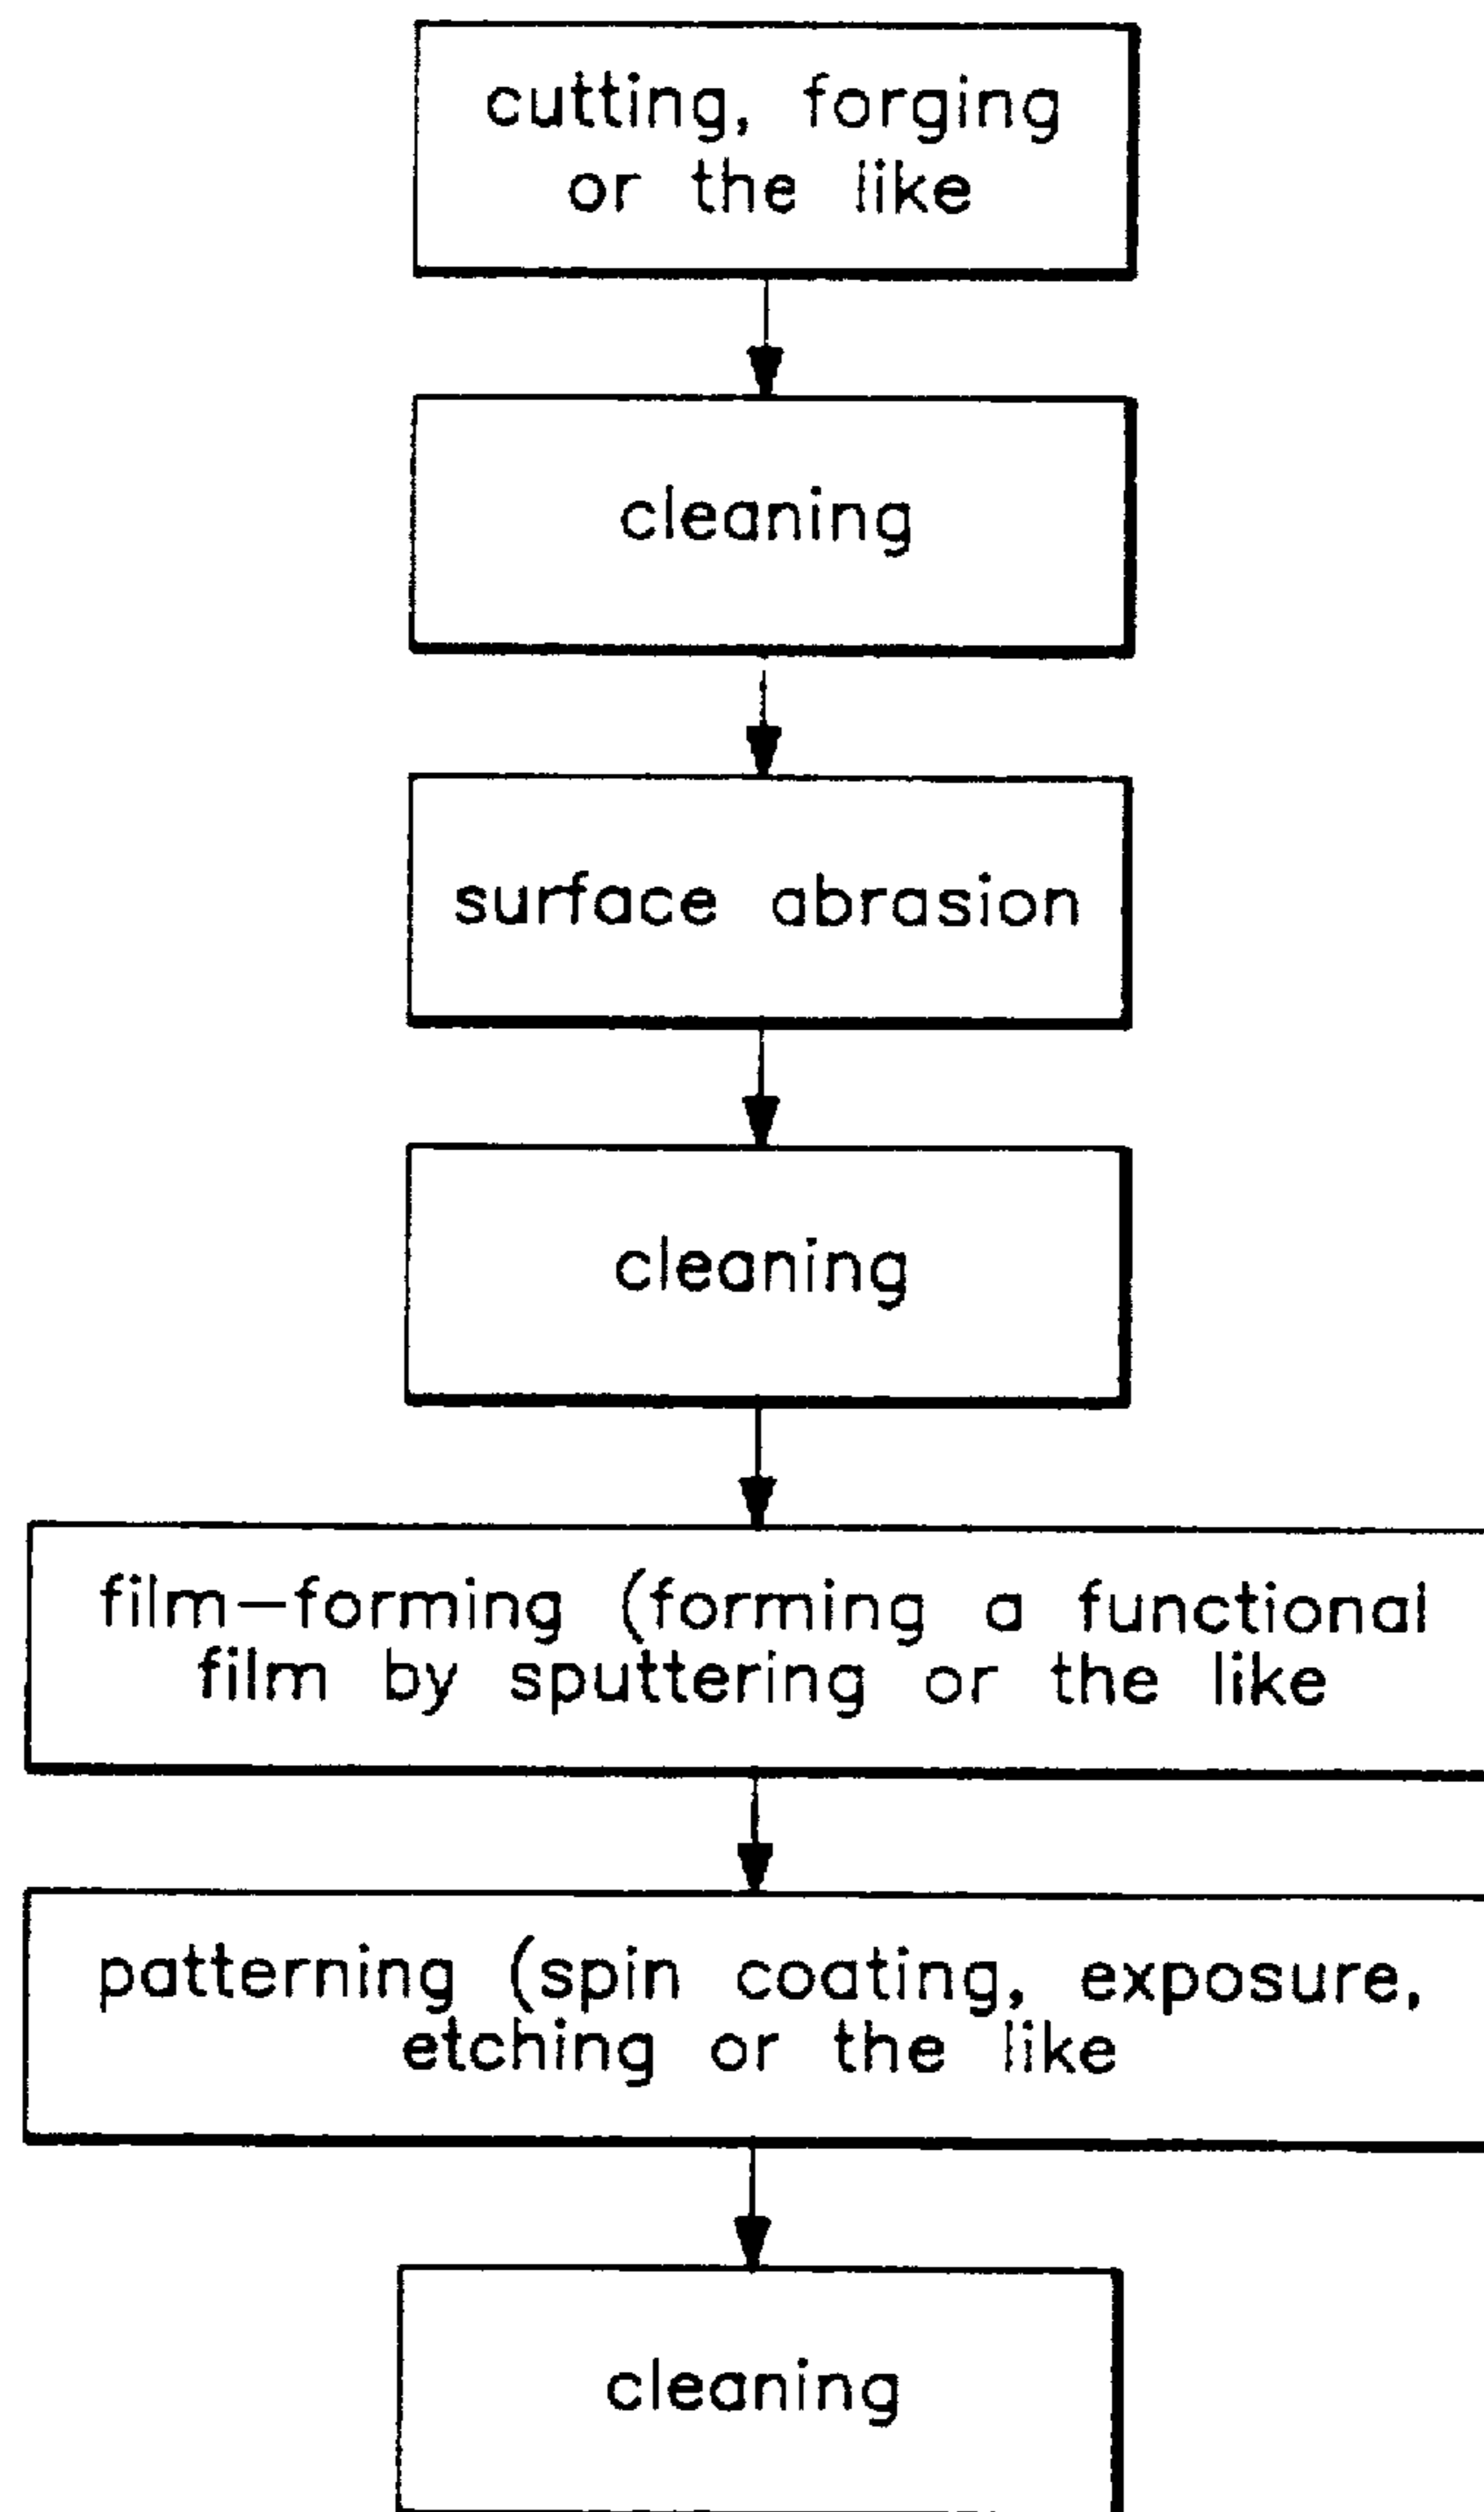 cutting, forging
or the like
cleaning
surface abrasion
cleaning
film-forming (forming a functional
film by sputtering or the like
patterning (spin coating, exposure,
etching or the like
cleaning